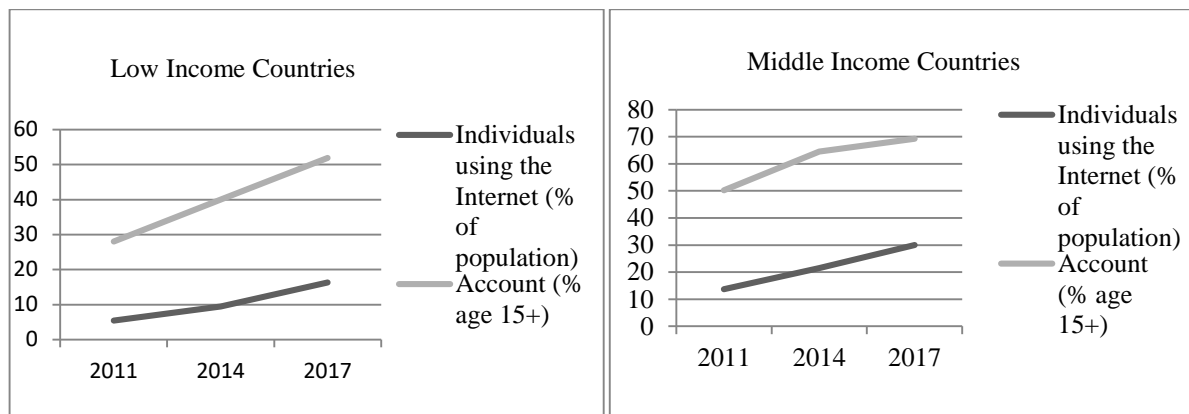 Low Income Countries
60
50
40
30
20
10
0
2011 2014 2017
Individuals
using the
Internet (%
of
population)
Account (%
age 15+)
Middle Income Countries
80
70
60
50
40
30
20
10
0
2011 2014 2017
Individuals
using the
Internet (%
of
population)
Account
(% age
15+)